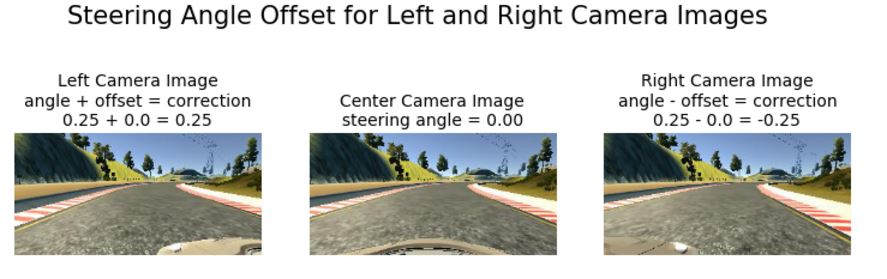 Steering Angle Offset for Left and Right Camera Images
Left Camera Image
angle + offset = correction
0.25 + 0.0 = 0.25
Center Camera Image
steering angle = 0.00
Right Camera Image
angle - offset = correction
0.25 - 0.0 = -0.25